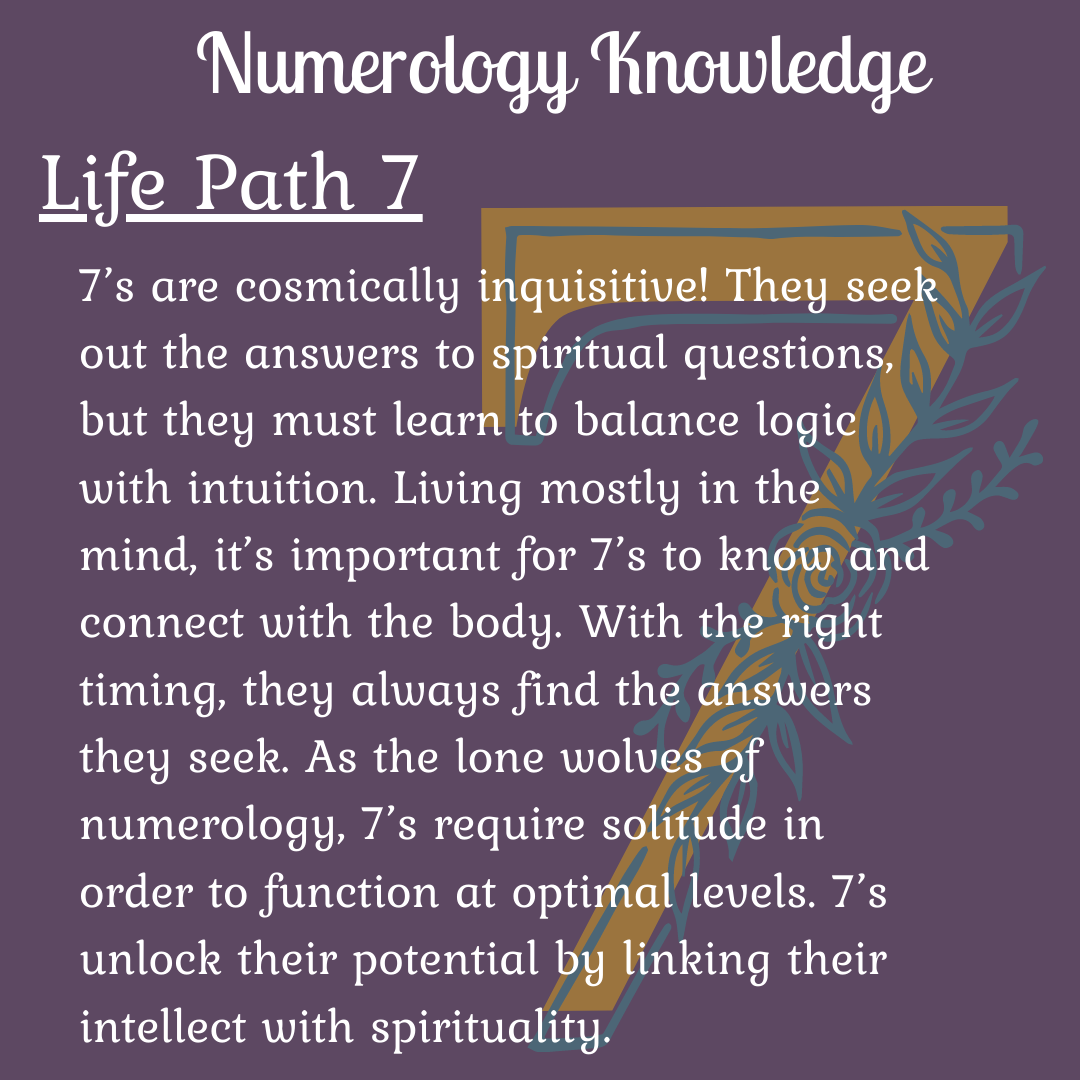 Numerology Knowledge
Life Path 7
7’s are cosmically inquisitive! They seek
out the answers to spiritual questions,
but they must learn to balance logic
with intuition. Living mostly in the
mind, it’s important for 7’s to know and
connect with the body. With the right
timing, they always find the answers
they seek. As the lone wolves of
numerology, 7’s require solitude in
order to function at optimal levels. 7’s
unlock their potential by linking their
intellect with spirituality.